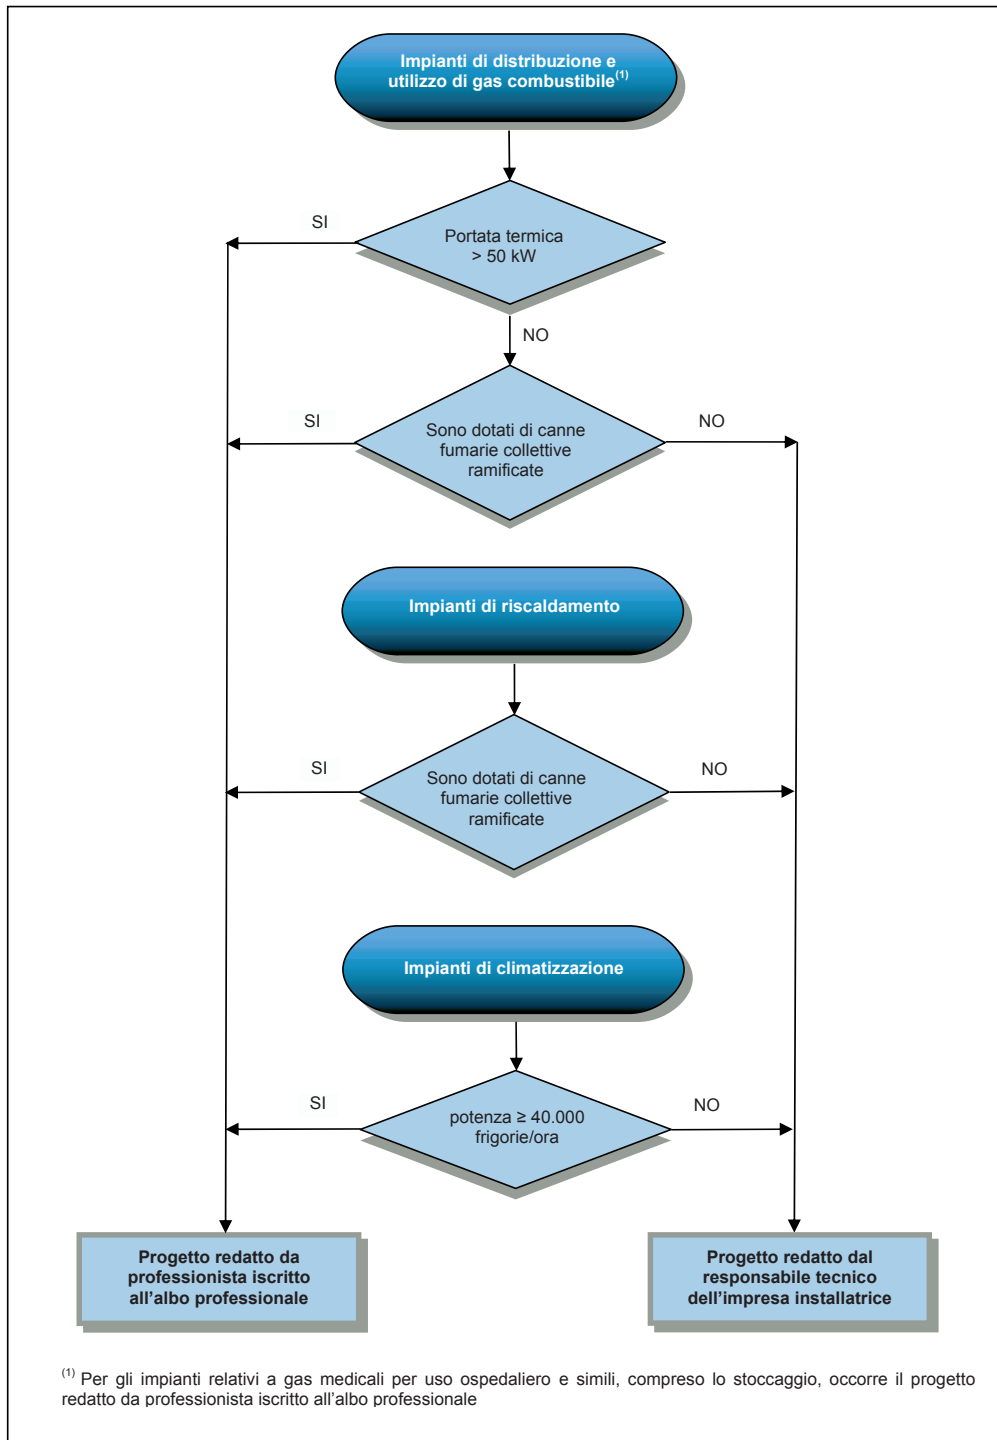 Impianti di distribuzione e
utilizzo di gas combustibile(1)
SI
Portata termica
> 50 kW
NO
SI
Sono dotati di canne
fumarie collettive
ramificate
NO
Impianti di riscaldamento
SI
Sono dotati di canne
fumarie collettive
ramificate
NO
Impianti di climatizzazione
SI
potenza ≥ 40.000
frigorie/ora
NO
Progetto redatto da
professionista iscritto
all'albo professionale
Progetto redatto dal
responsabile tecnico
dell'impresa installatrice
(1) Per gli impianti relativi a gas medicali per uso ospedaliero e simili, compreso lo stoccaggio, occorre il progetto
redatto da professionista iscritto all'albo professionale